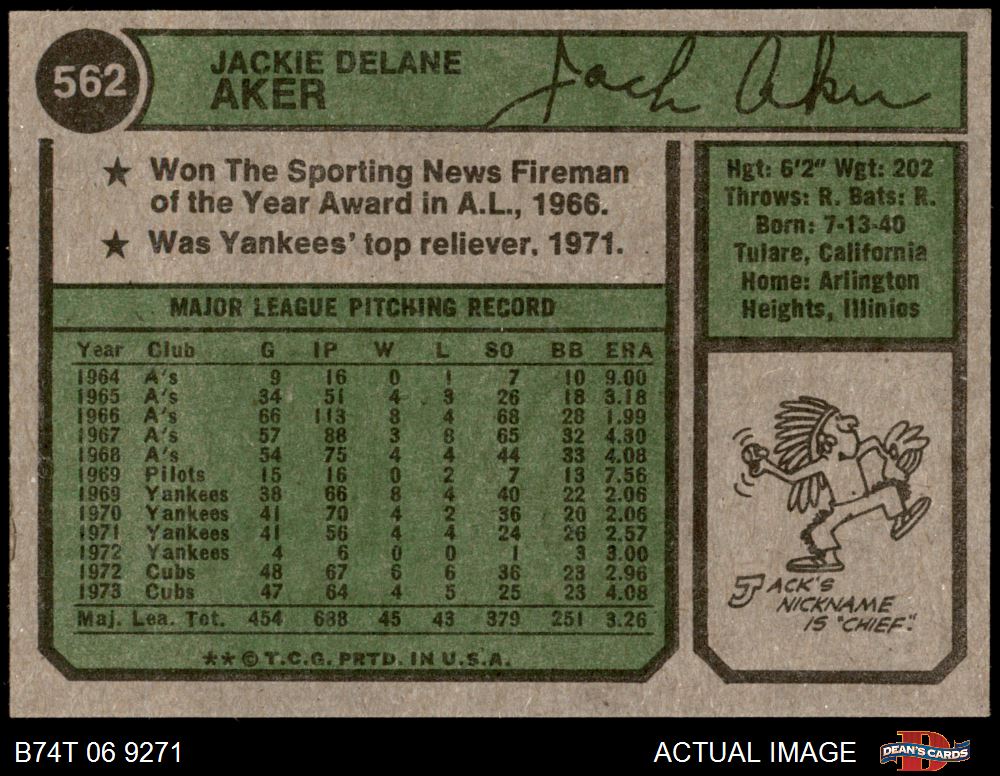 562
JACKIE DELANE
AKER
Jack Aker
★ Won The Sporting News Fireman
of the Year Award in A.L., 1966.
★ Was Yankees' top reliever, 1971.
Hgt: 6'2" Wgt: 202
Throws: R. Bats: R.
Born: 7-13-40
Tulare, California
Home: Arlington
Heights, Illinios
MAJOR LEAGUE PITCHING RECORD
Year Club G IP W L SO BB ERA
1964 A's 9 16 0 1 7 10 9.00
1965 A's 34 51 4 3 26 18 3.18
1966 A's 66 113 8 4 68 28 1.99
1967 A's 57 88 3 8 65 32 4.30
1968 A's 54 75 4 4 44 33 4.08
1969 Pilots 15 16 0 2 7 13 7.56
1969 Yankees 38 66 8 4 40 22 2.06
1970 Yankees 41 70 4 2 36 20 2.06
1971 Yankees 41 56 4 4 24 26 2.57
1972 Yankees 4 6 0 0 1 3 3.00
1972 Cubs 48 67 6 6 36 23 2.96
1973 Cubs 47 64 4 5 25 23 4.08
Maj. Lea. Tot. 454 688 45 43 379 251 3.26
★★ © T.C.G. PRTD. IN U.S.A.
JACK'S
NICKNAME
IS "CHIEF".
B74T 06 9271
ACTUAL IMAGE
DEAN'S CARDS